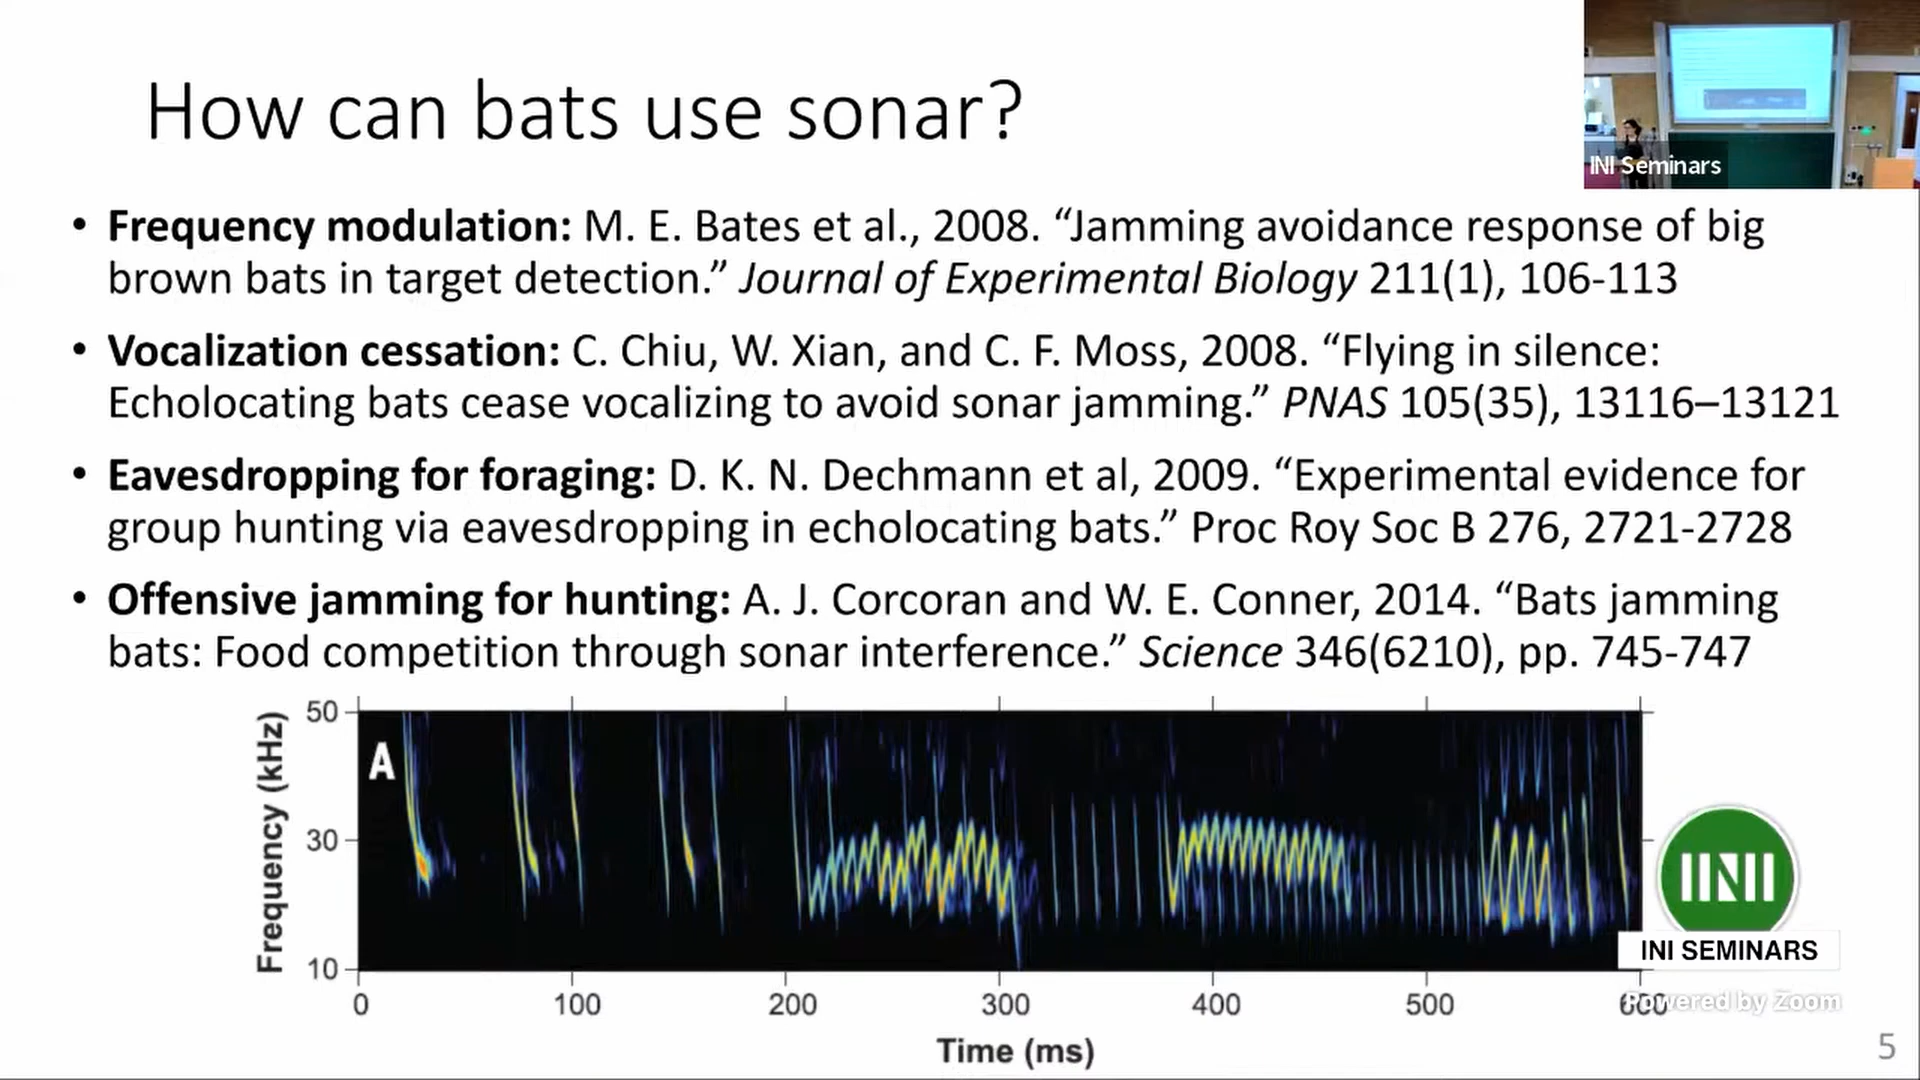 How can bats use sonar?
INI Seminars
• Frequency modulation: M. E. Bates et al., 2008. “Jamming avoidance response of big
brown bats in target detection.” Journal of Experimental Biology 211(1), 106-113
• Vocalization cessation: C. Chiu, W. Xian, and C. F. Moss, 2008. “Flying in silence:
Echolocating bats cease vocalizing to avoid sonar jamming.” PNAS 105(35), 13116–13121
• Eavesdropping for foraging: D. K. N. Dechmann et al, 2009. “Experimental evidence for
group hunting via eavesdropping in echolocating bats.” Proc Roy Soc B 276, 2721-2728
• Offensive jamming for hunting: A. J. Corcoran and W. E. Conner, 2014. “Bats jamming
bats: Food competition through sonar interference.” Science 346(6210), pp. 745-747
50
A
30
10
Frequency (kHz)
0 100 200 300 400 500 600
Time (ms)
INI
INI SEMINARS
Powered by Zoom
5